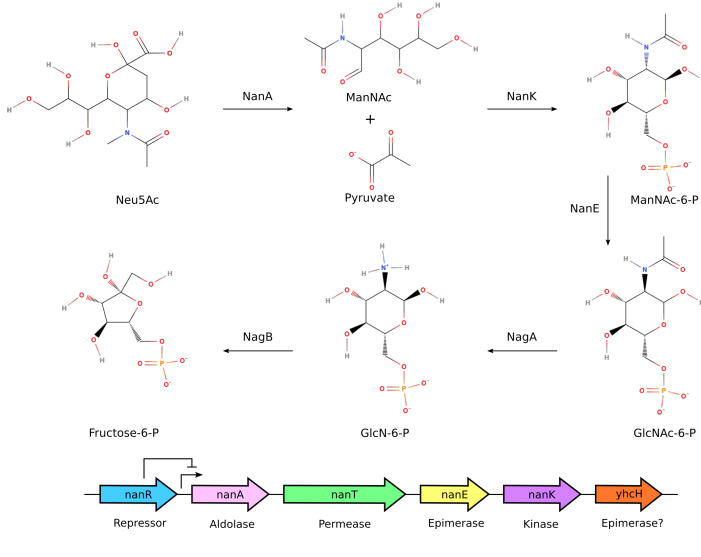 Neu5Ac
NanA
ManNAc
+
Pyruvate
NanK
ManNAc-6-P
NanE
GlcNAc-6-P
NagA
GlcN-6-P
NagB
Fructose-6-P
nanR
nanA
nanT
nanE
nanK
yhcH
Repressor
Aldolase
Permease
Epimerase
Kinase
Epimerase?